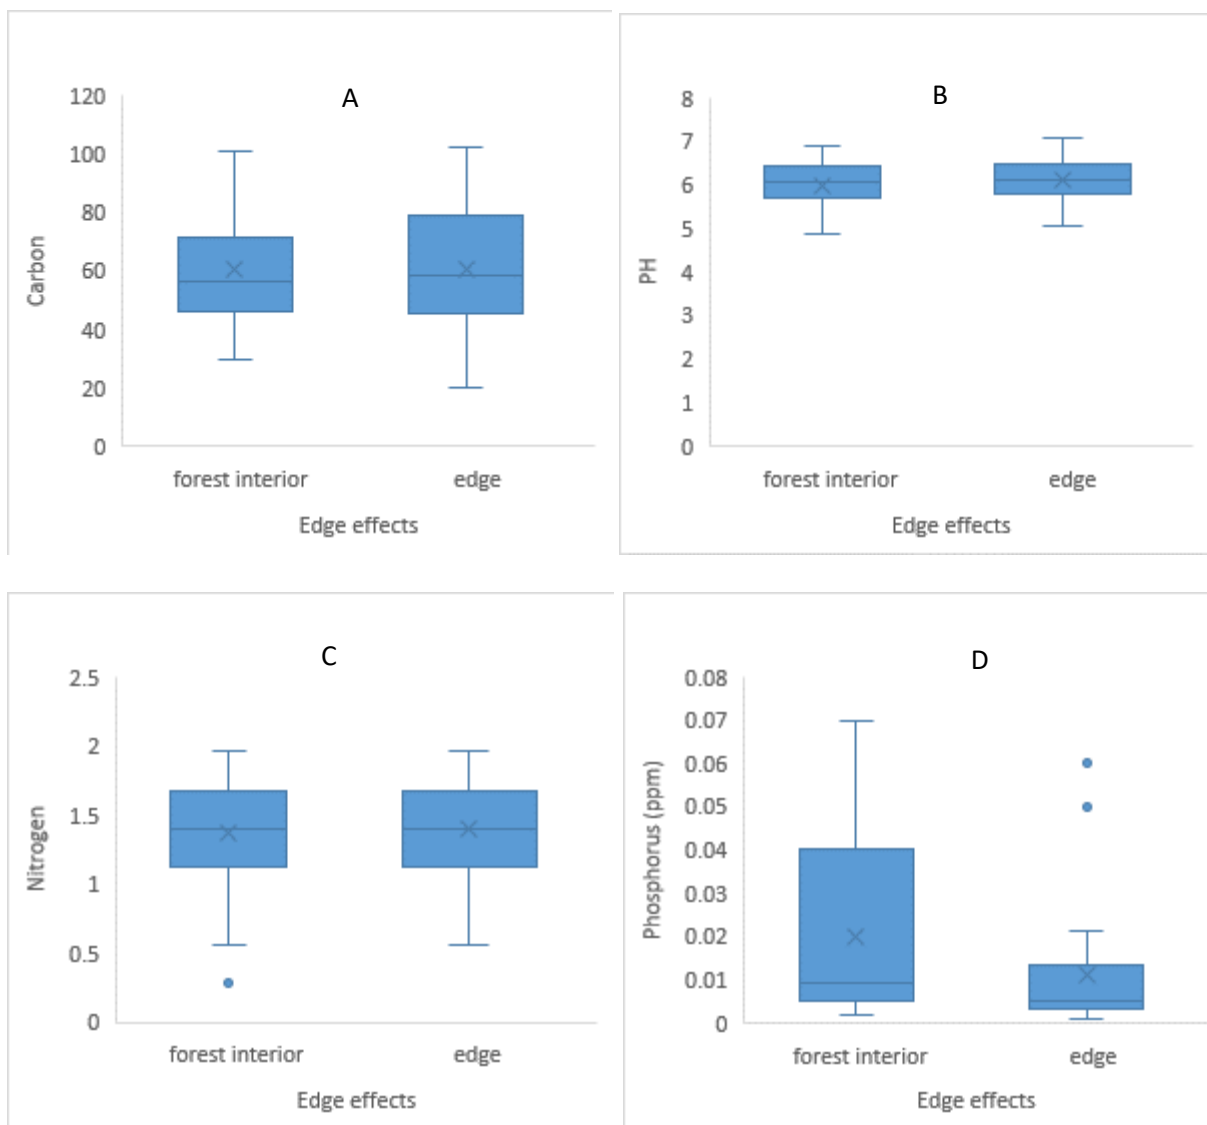 A
120
100
80
60
40
20
0
Carbon
forest interior edge
Edge effects
B
8
7
6
5
4
3
2
1
0
PH
forest interior edge
Edge effects
C
2.5
2
1.5
1
0.5
0
Nitrogen
forest interior edge
Edge effects
D
0.08
0.07
0.06
0.05
0.04
0.03
0.02
0.01
0
Phosphorus (ppm)
forest interior edge
Edge effects